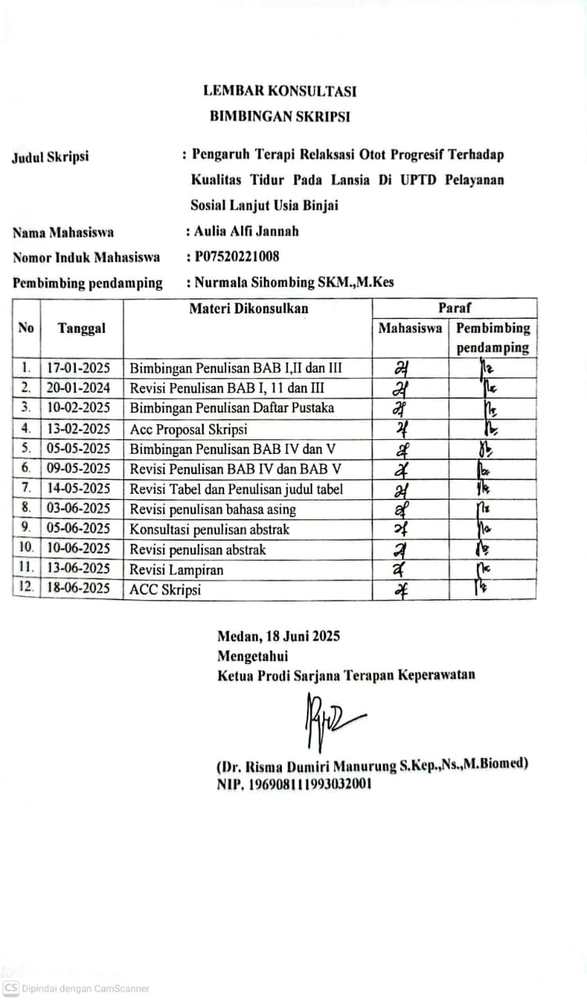 LEMBAR KONSULTASI
BIMBINGAN SKRIPSI
Judul Skripsi : Pengaruh Terapi Relaksasi Otot Progresif Terhadap
Kualitas Tidur Pada Lansia Di UPTD Pelayanan
Sosial Lanjut Usia Binjai
Nama Mahasiswa : Aulia Alfi Jannah
Nomor Induk Mahasiswa : P07520221008
Pembimbing pendamping : Nurmala Sihombing SKM.,M.Kes
No Tanggal Materi Dikonsulkan Paraf
Mahasiswa Pembimbing
pendamping
1. 17-01-2025 Bimbingan Penulisan BAB I,II dan III
2. 20-01-2024 Revisi Penulisan BAB I, 11 dan III
3. 10-02-2025 Bimbingan Penulisan Daftar Pustaka
4. 13-02-2025 Acc Proposal Skripsi
5. 05-05-2025 Bimbingan Penulisan BAB IV dan V
6. 09-05-2025 Revisi Penulisan BAB IV dan BAB V
7. 14-05-2025 Revisi Tabel dan Penulisan judul tabel
8. 03-06-2025 Revisi penulisan bahasa asing
9. 05-06-2025 Konsultasi penulisan abstrak
10. 10-06-2025 Revisi penulisan abstrak
11. 13-06-2025 Revisi Lampiran
12. 18-06-2025 ACC Skripsi
Medan, 18 Juni 2025
Mengetahui
Ketua Prodi Sarjana Terapan Keperawatan
(Dr. Risma Dumiri Manurung S.Kep.,Ns.,M.Biomed)
NIP. 196908111993032001
CS Dipindai dengan CamScanner